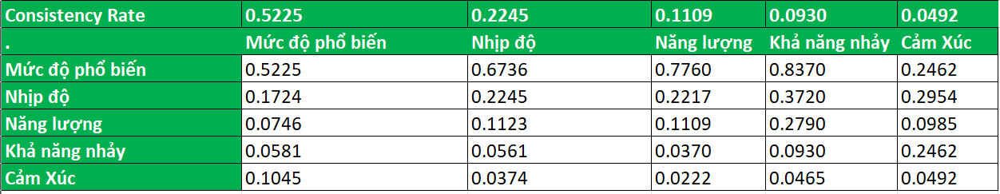 Consistency Rate 0.5225 0.2245 0.1109 0.0930 0.0492
. Mức độ phổ biến Nhịp độ Năng lượng Khả năng nhảy Cảm Xúc
Mức độ phổ biến 0.5225 0.6736 0.7760 0.8370 0.2462
Nhịp độ 0.1724 0.2245 0.2217 0.3720 0.2954
Năng lượng 0.0746 0.1123 0.1109 0.2790 0.0985
Khả năng nhảy 0.0581 0.0561 0.0370 0.0930 0.2462
Cảm Xúc 0.1045 0.0374 0.0222 0.0465 0.0492